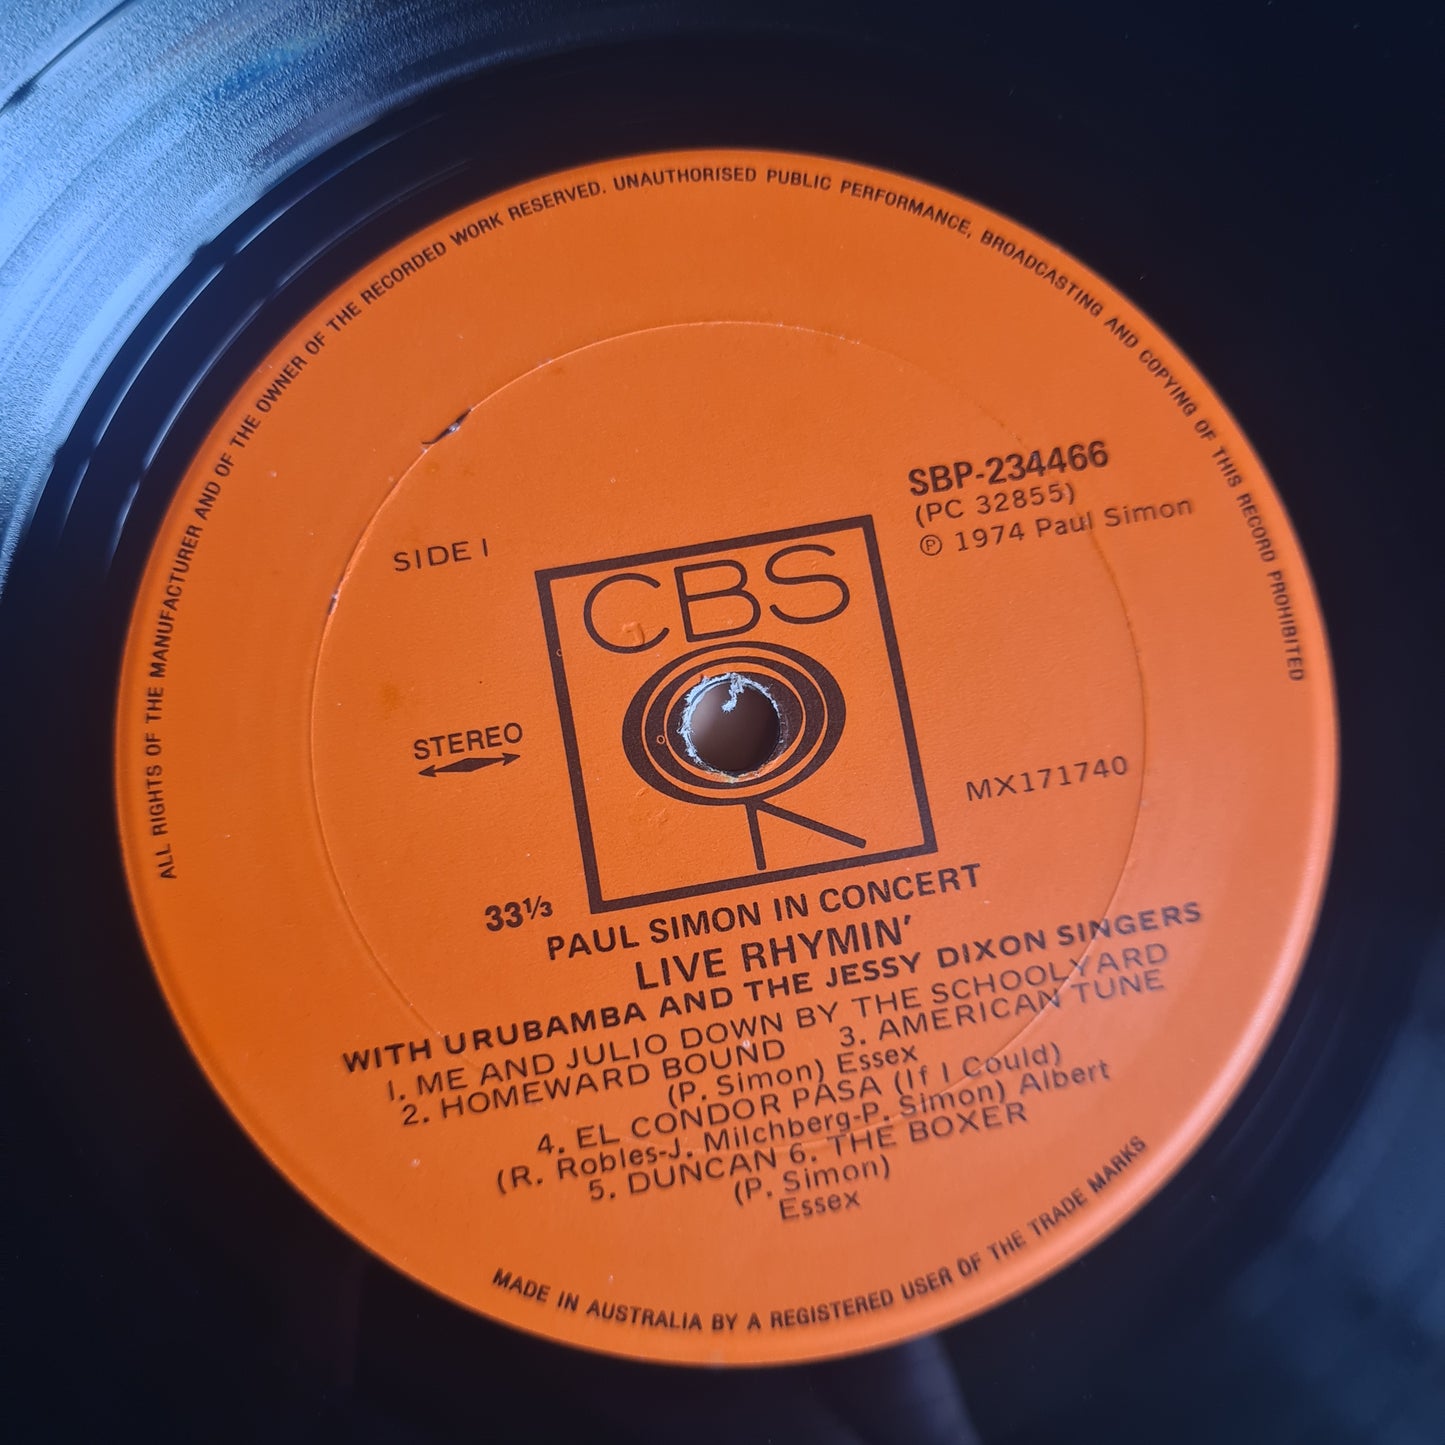 ALL RIGHTS OF THE MANUFACTURER AND OF THE OWNER OF THE RECORDED WORK RESERVED. UNAUTHORISED PUBLIC PERFORMANCE, BROADCASTING AND COPYING OF THIS RECORD PROHIBITED
SBP-234466
(PC 32855)
℗ 1974 Paul Simon
SIDE I
CBS
STEREO
MX171740
33⅓
PAUL SIMON IN CONCERT
LIVE RHYMIN'
WITH URUBAMBA AND THE JESSY DIXON SINGERS
1. ME AND JULIO DOWN BY THE SCHOOLYARD
2. HOMEWARD BOUND 3. AMERICAN TUNE
(P. Simon) Essex
4. EL CONDOR PASA (If I Could)
(R. Robles-J. Milchberg-P. Simon) Albert
5. DUNCAN 6. THE BOXER
(P. Simon)
Essex
MADE IN AUSTRALIA BY A REGISTERED USER OF THE TRADE MARKS